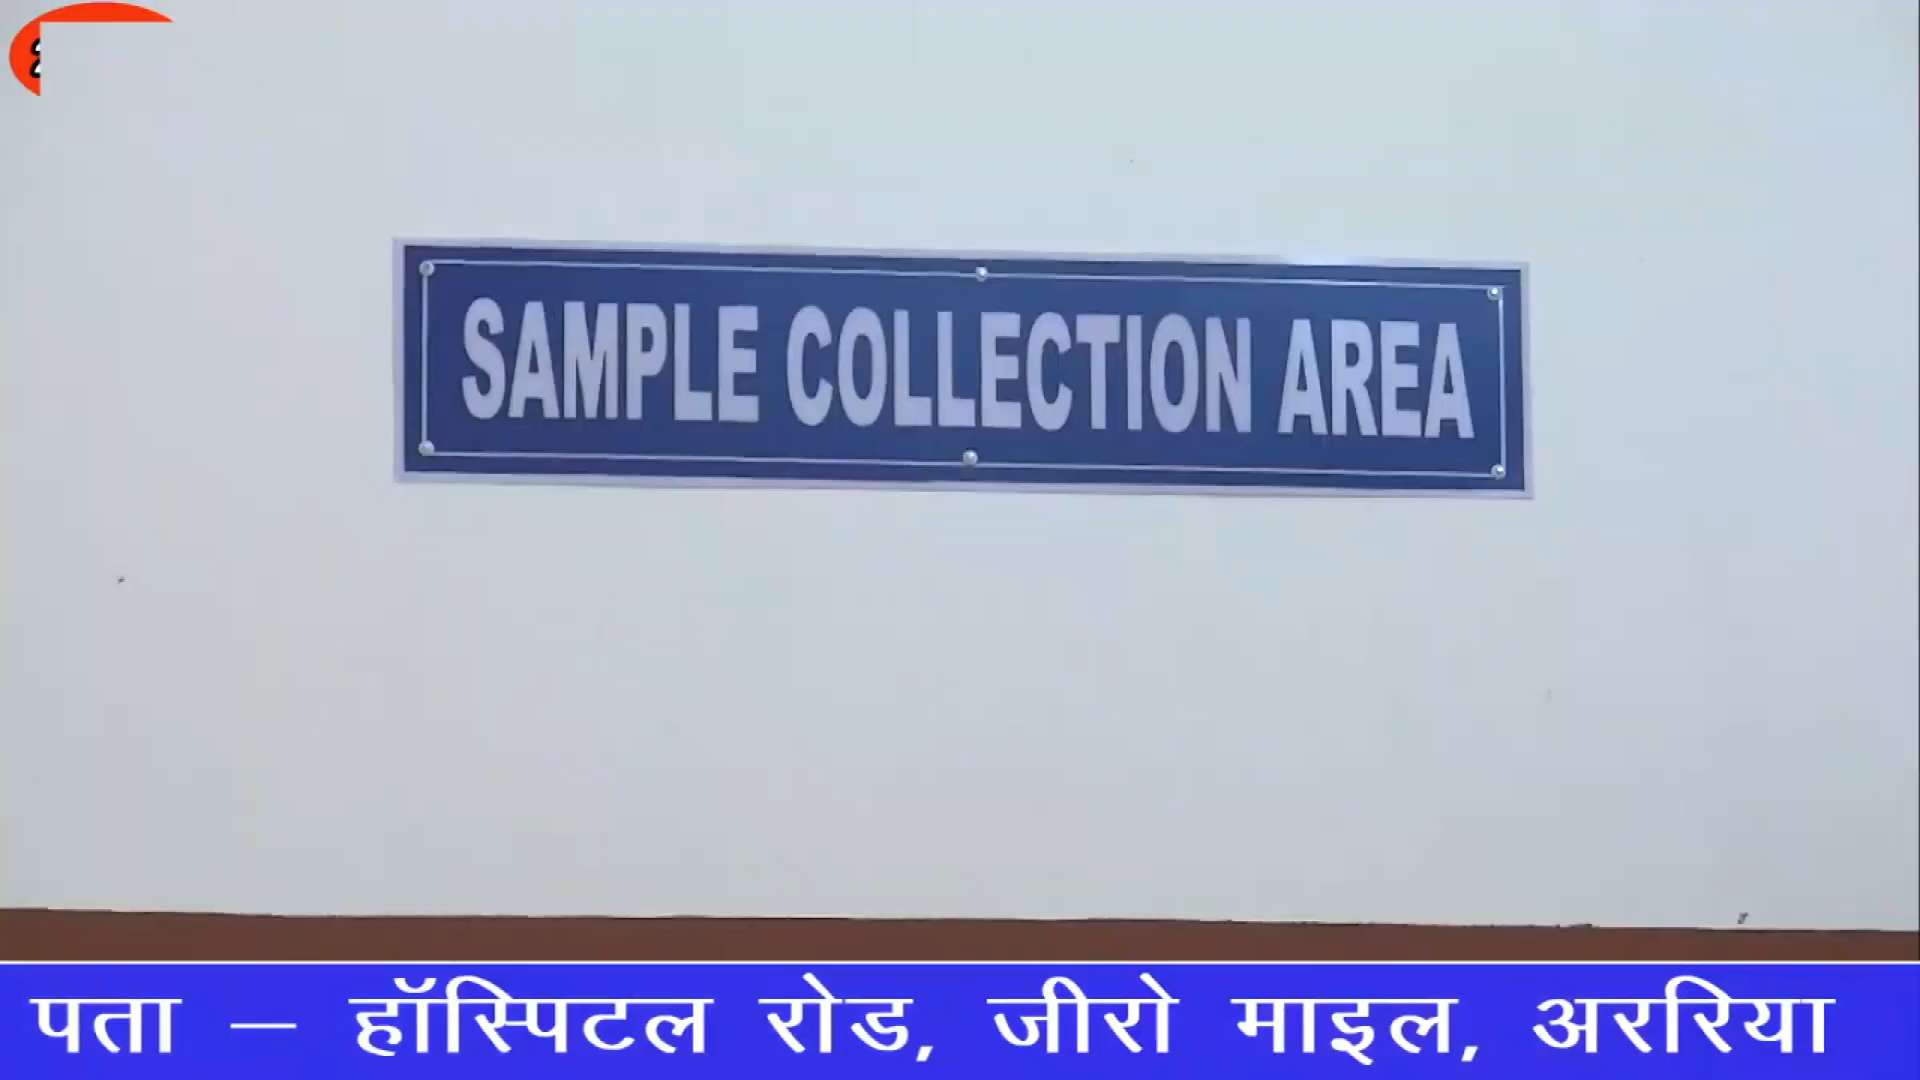 SAMPLE COLLECTION AREA
पता – हॉस्पिटल रोड, जीरो माइल, अररिया